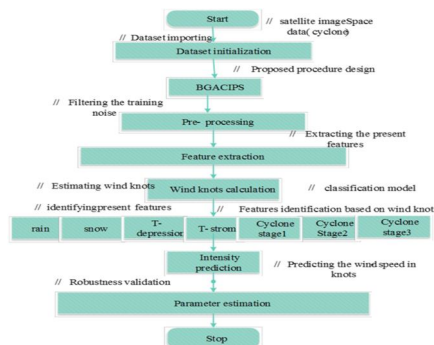 Start
// satellite imageSpace
data( cyclone)
// Dataset importing
Dataset initialization
// Proposed procedure design
BGACIPS
// Filtering the training
noise
Pre- processing
// Extracting the present
features
Feature extraction
// Estimating wind knots
Wind knots calculation
// classification model
// identifyingpresent features
// Features identification based on wind knot
rain
snow
T-
depression
T- strom
Cyclone
stage1
Cyclone
Stage2
Cyclone
stage3
Intensity
prediction
// Predicting the wind speed in
knots
// Robustness validation
Parameter estimation
Stop